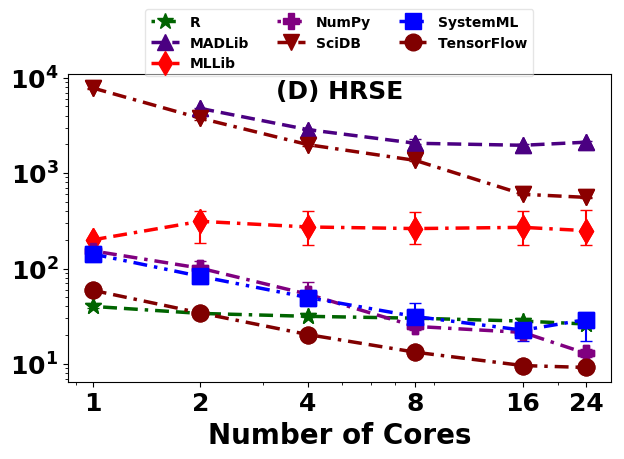 R NumPy SystemML
MADLib SciDB TensorFlow
MLLib
(D) HRSE
10^4
10^3
10^2
10^1
1 2 4 8 16 24
Number of Cores